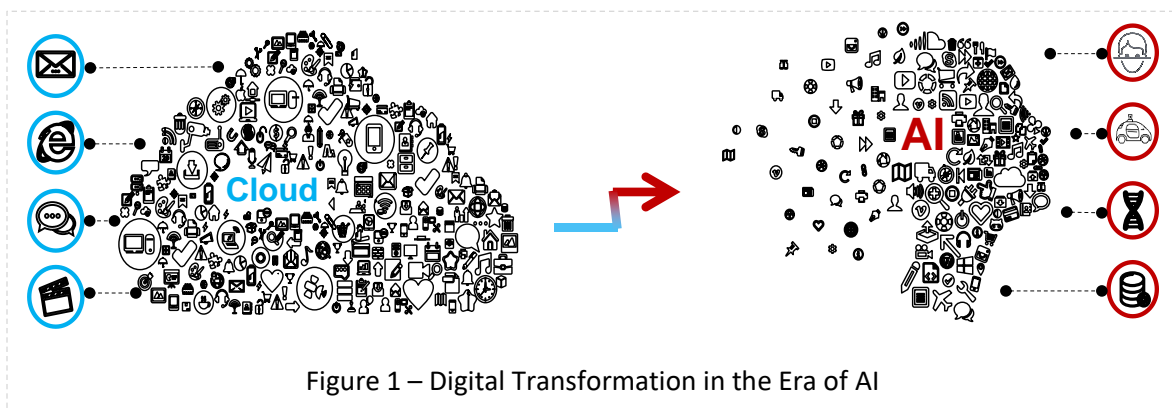 Cloud
AI
Figure 1 – Digital Transformation in the Era of AI